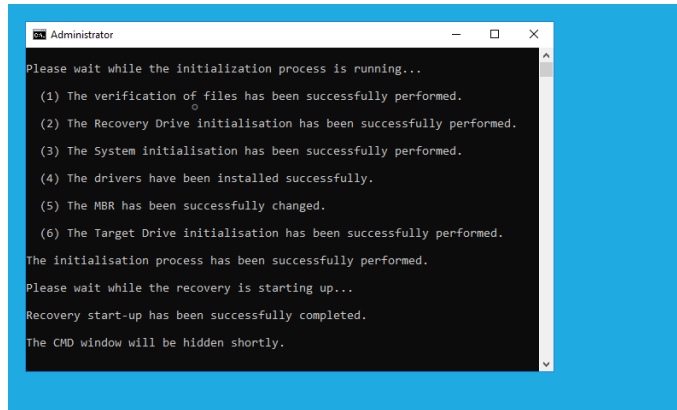 Administrator
Please wait while the initialization process is running...
(1) The verification of files has been successfully performed.
(2) The Recovery Drive initialisation has been successfully performed.
(3) The System initialisation has been successfully performed.
(4) The drivers have been installed successfully.
(5) The MBR has been successfully changed.
(6) The Target Drive initialisation has been successfully performed.
The initialisation process has been successfully performed.
Please wait while the recovery is starting up...
Recovery start-up has been successfully completed.
The CMD window will be hidden shortly.